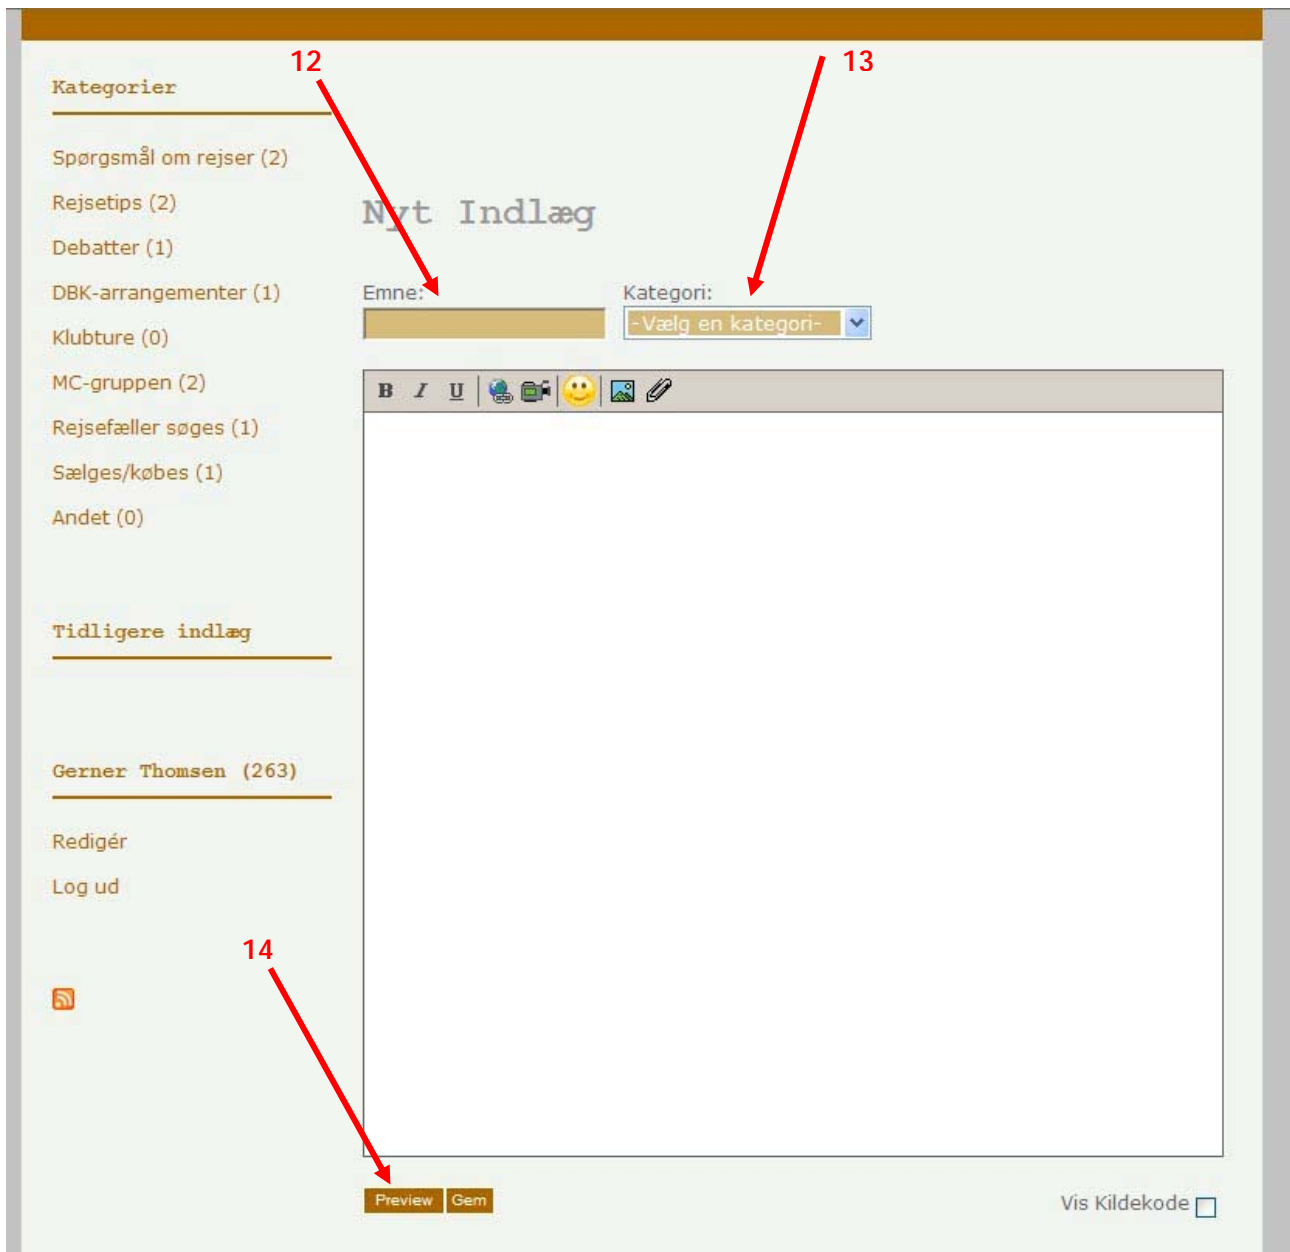 12
13
Kategorier
Spørgsmål om rejser (2)
Rejsetips (2)
Debatter (1)
DBK-arrangementer (1)
Klubture (0)
MC-gruppen (2)
Rejsefæller søges (1)
Sælges/købes (1)
Andet (0)
Tidligere indlæg
Gerner Thomsen (263)
Redigér
Log ud
14
Nyt Indlæg
Emne:
Kategori:
-Vælg en kategori-
B I U
Preview Gem
Vis Kildekode